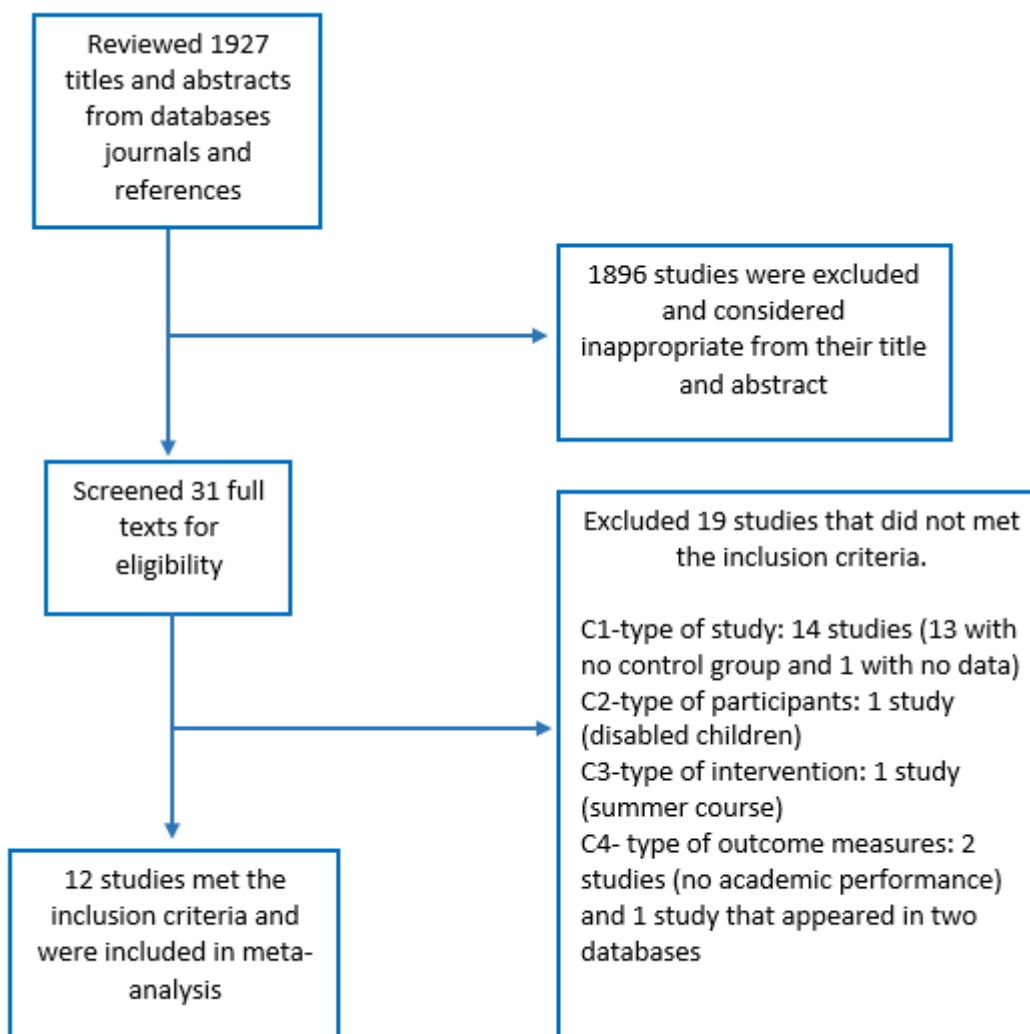 Reviewed 1927
titles and abstracts
from databases
journals and
references
1896 studies were excluded
and considered
inappropriate from their title
and abstract
Screened 31 full
texts for
eligibility
Excluded 19 studies that did not met
the inclusion criteria.
C1-type of study: 14 studies (13 with
no control group and 1 with no data)
C2-type of participants: 1 study
(disabled children)
C3-type of intervention: 1 study
(summer course)
C4- type of outcome measures: 2
studies (no academic performance)
and 1 study that appeared in two
databases
12 studies met the
inclusion criteria and
were included in meta-
analysis